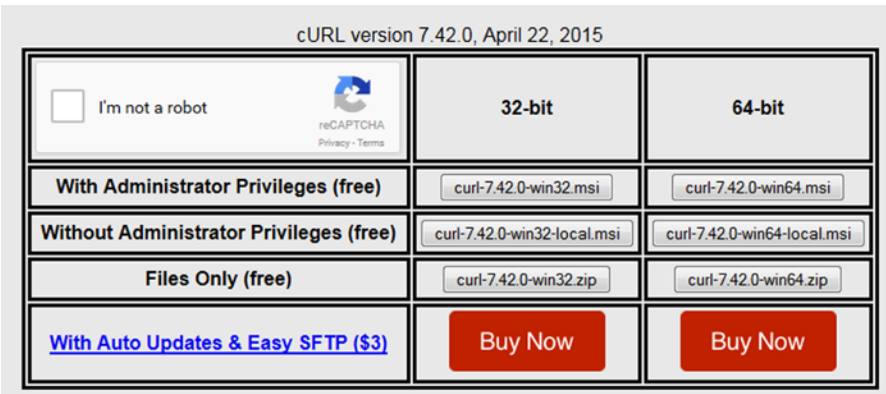 cURL version 7.42.0, April 22, 2015
I'm not a robot
reCAPTCHA
Privacy - Terms
32-bit
64-bit
With Administrator Privileges (free)
curl-7.42.0-win32.msi
curl-7.42.0-win64.msi
Without Administrator Privileges (free)
curl-7.42.0-win32-local.msi
curl-7.42.0-win64-local.msi
Files Only (free)
curl-7.42.0-win32.zip
curl-7.42.0-win64.zip
With Auto Updates & Easy SFTP ($3)
Buy Now
Buy Now